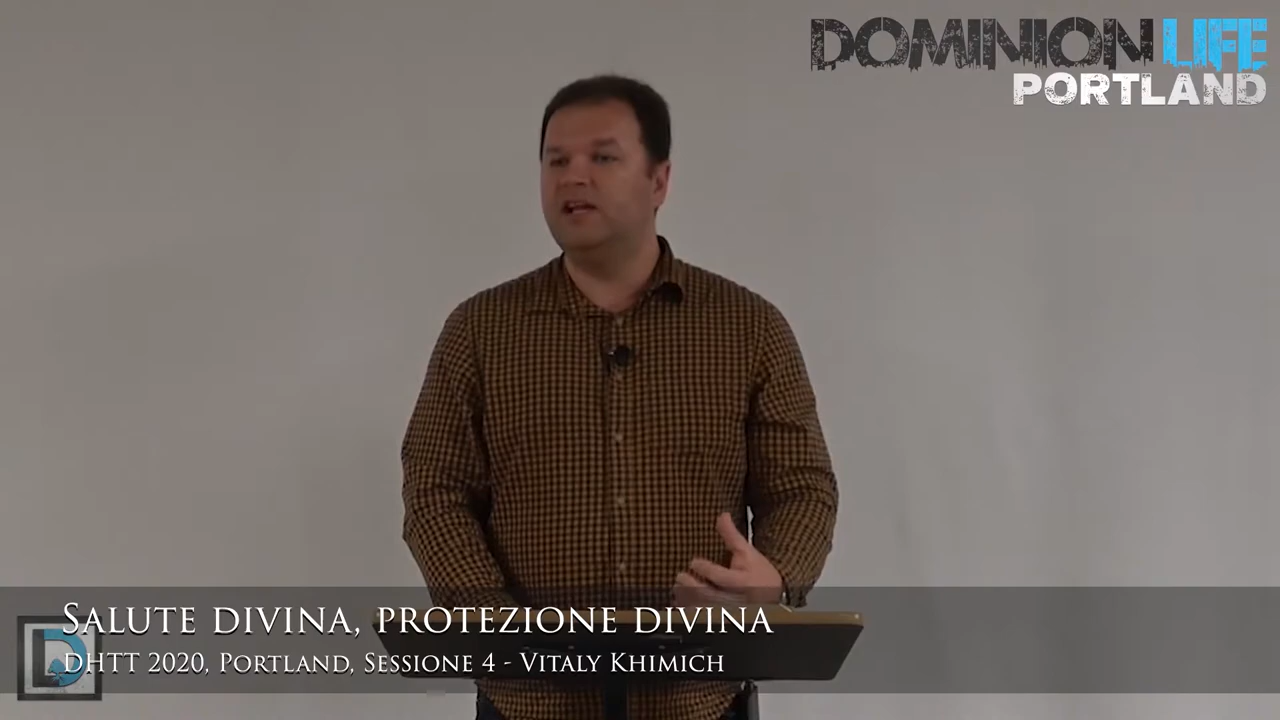 DOMINION LIFE
PORTLAND
Salute divina, protezione divina
DHTT 2020, Portland, Sessione 4 - Vitaly Khimich